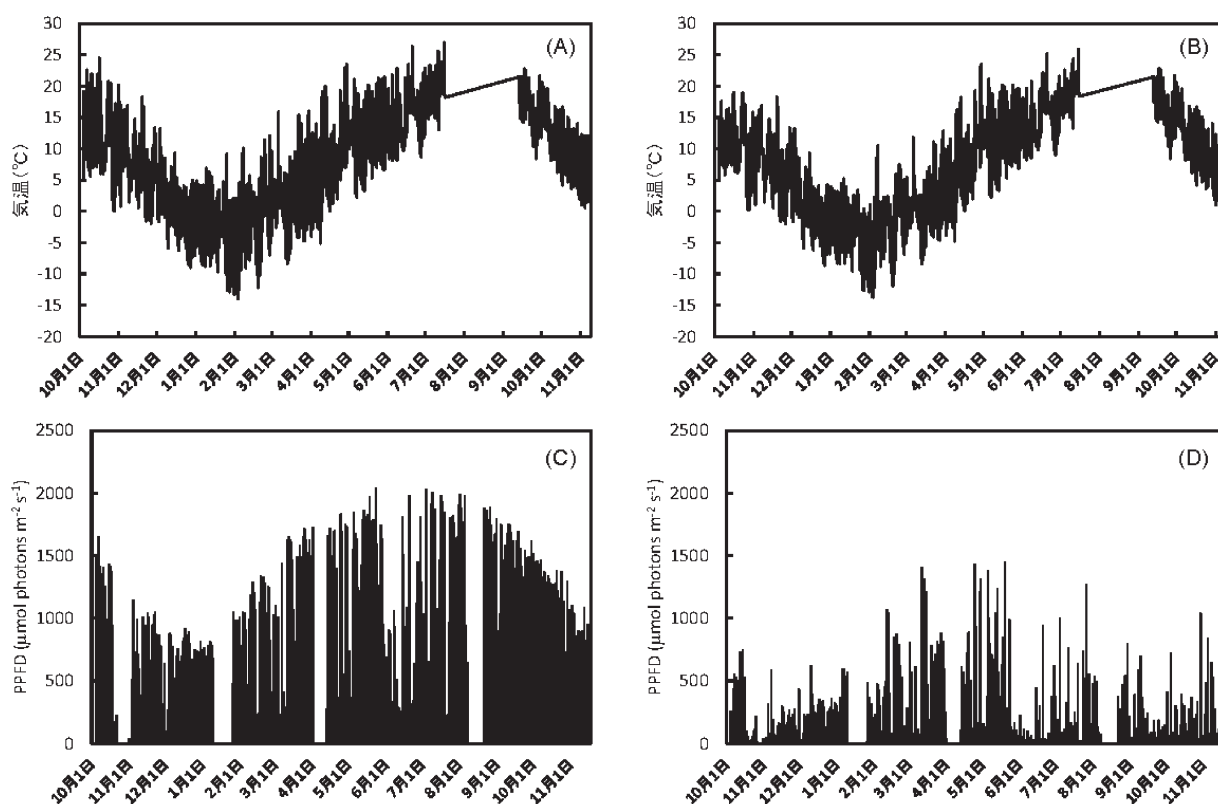 (A)
30
25
20
15
10
5
0
-5
-10
-15
-20
気温(℃)
10月1日
11月1日
12月1日
1月1日
2月1日
3月1日
4月1日
5月1日
6月1日
7月1日
8月1日
9月1日
10月1日
11月1日
(B)
30
25
20
15
10
5
0
-5
-10
-15
-20
気温(℃)
10月1日
11月1日
12月1日
1月1日
2月1日
3月1日
4月1日
5月1日
6月1日
7月1日
8月1日
9月1日
10月1日
11月1日
(C)
2500
2000
1500
1000
500
0
PPFD (μmol photons m⁻² s⁻¹)
10月1日
11月1日
12月1日
1月1日
2月1日
3月1日
4月1日
5月1日
6月1日
7月1日
8月1日
9月1日
10月1日
11月1日
(D)
2500
2000
1500
1000
500
0
PPFD (μmol photons m⁻² s⁻¹)
10月1日
11月1日
12月1日
1月1日
2月1日
3月1日
4月1日
5月1日
6月1日
7月1日
8月1日
9月1日
10月1日
11月1日